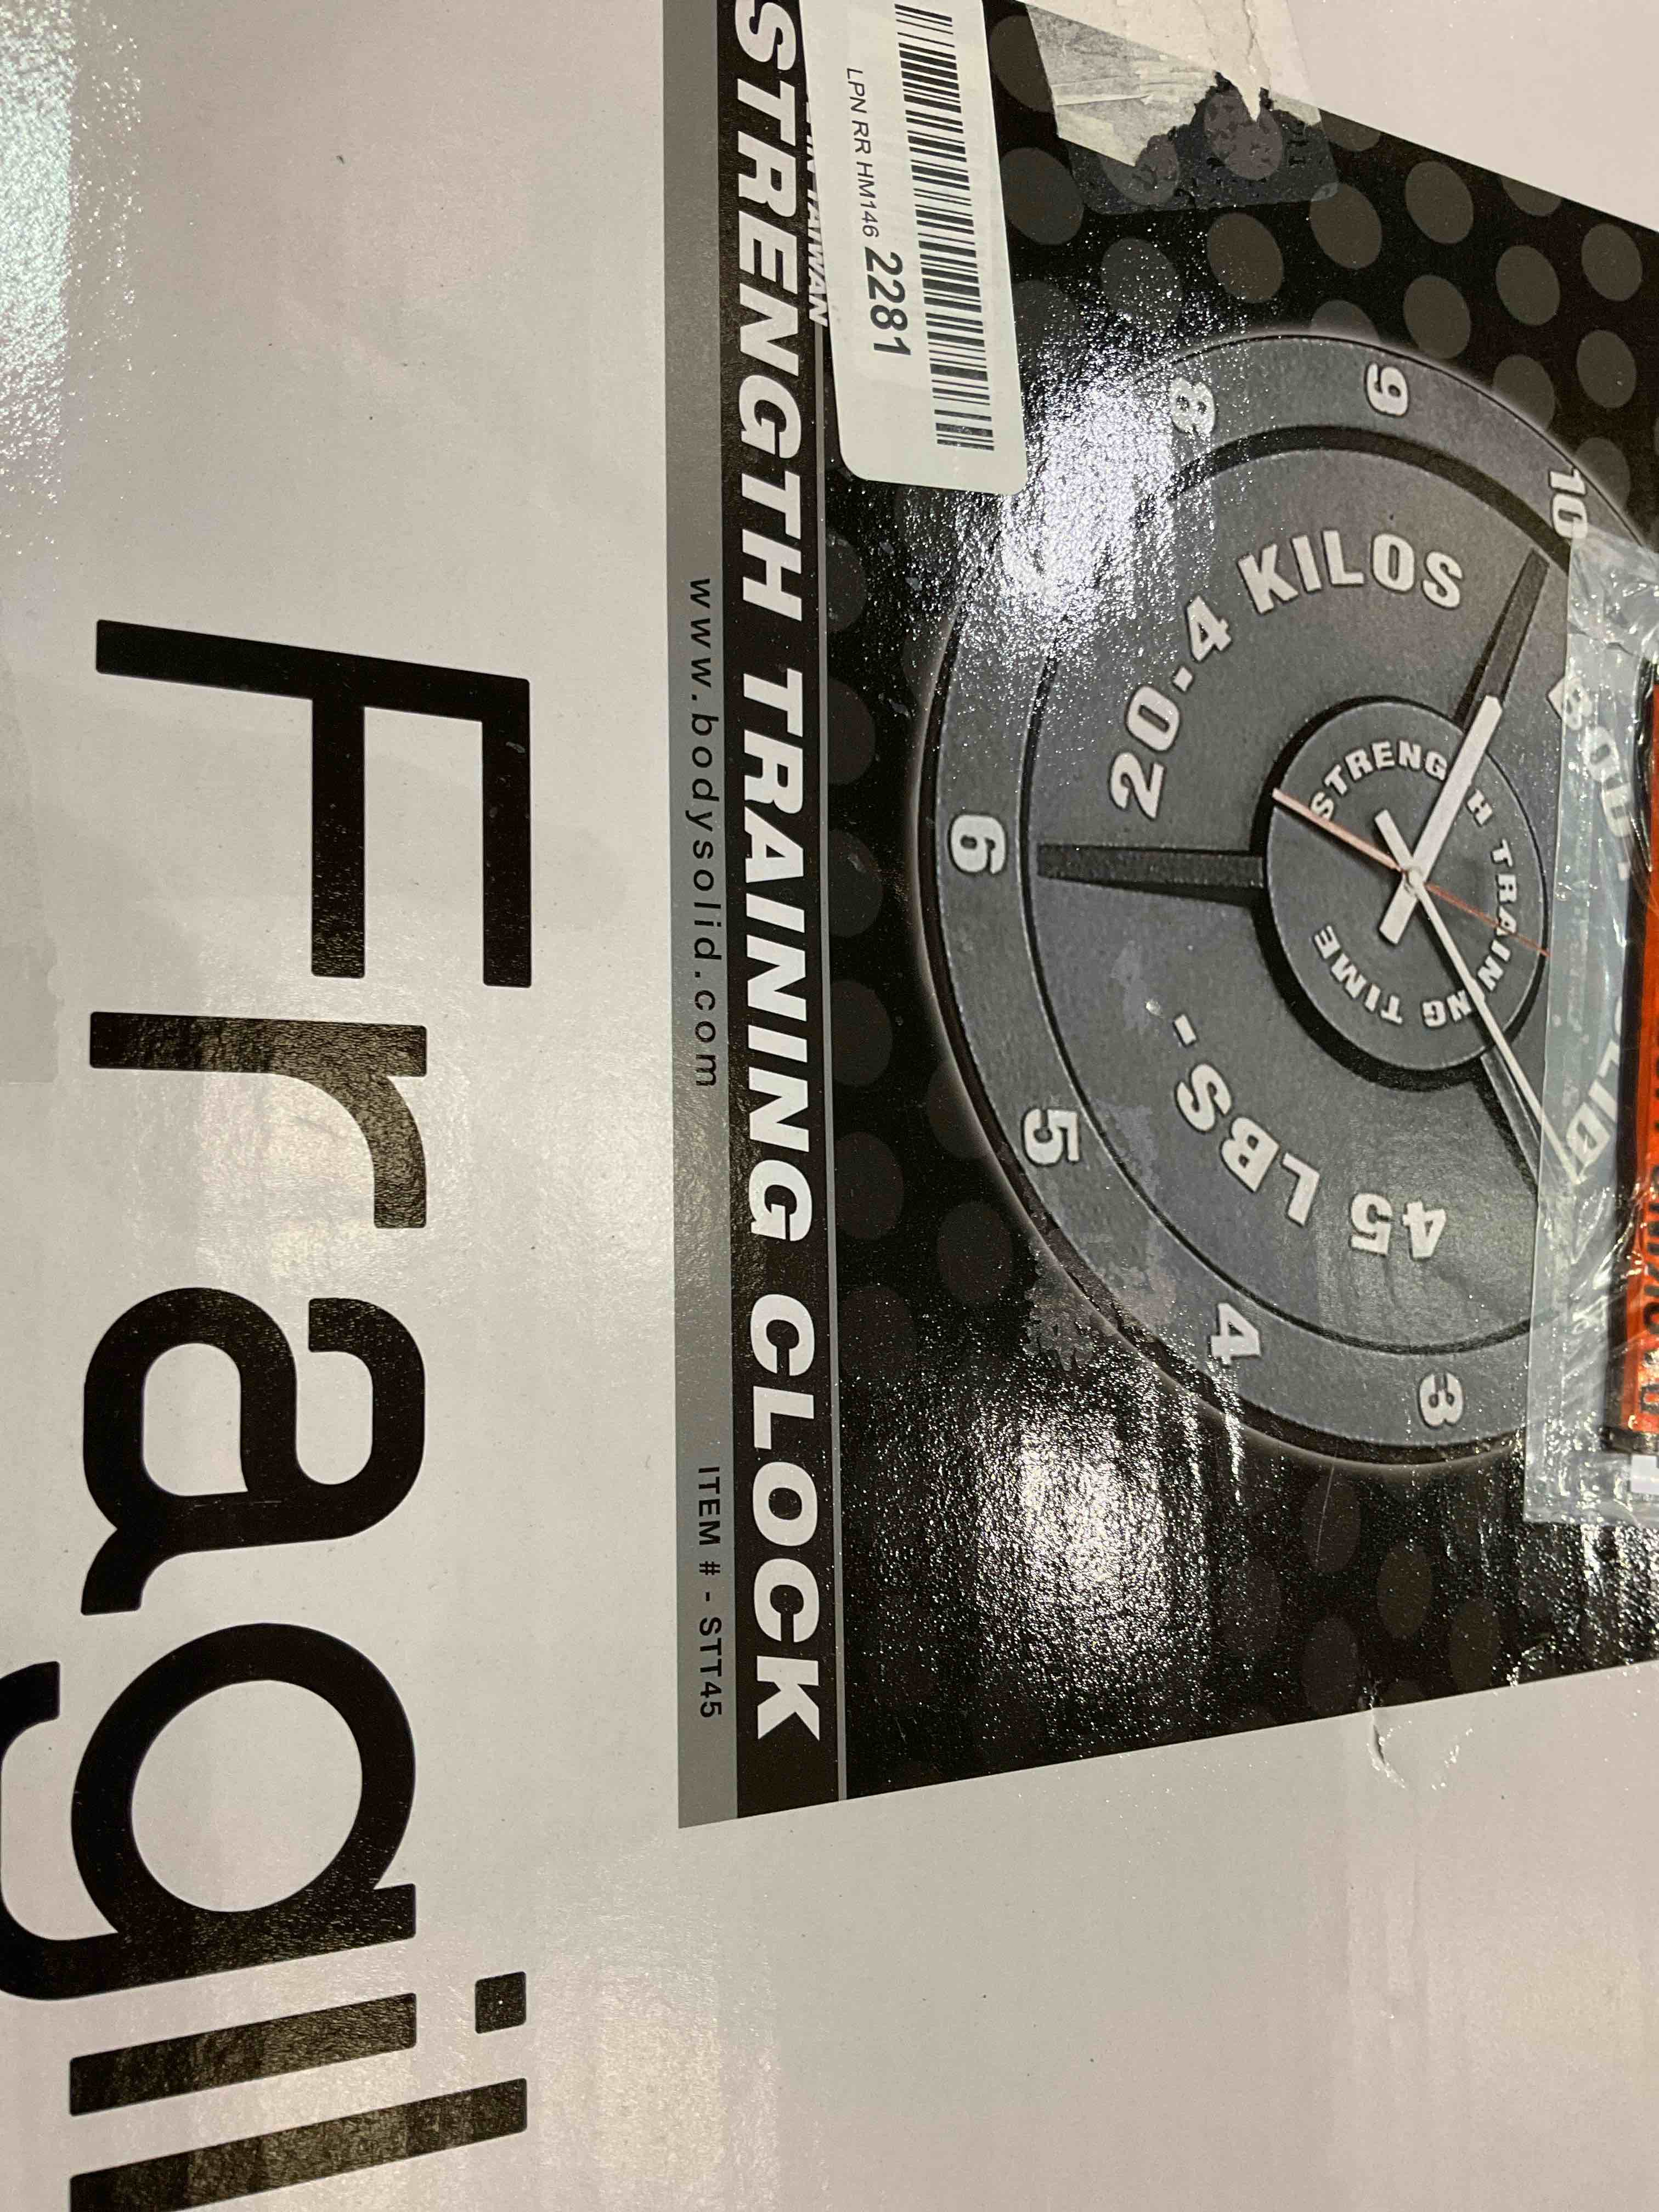 LPN RR HM146 2281
TAIWAN
10
9
8
6
5
4
3
20.4 KILOS
45 LBS.
STRENGTH TRAINING TIME
STRENGTH TRAINING CLOCK
www.bodysolid.com
ITEM # - STT45
Fragil